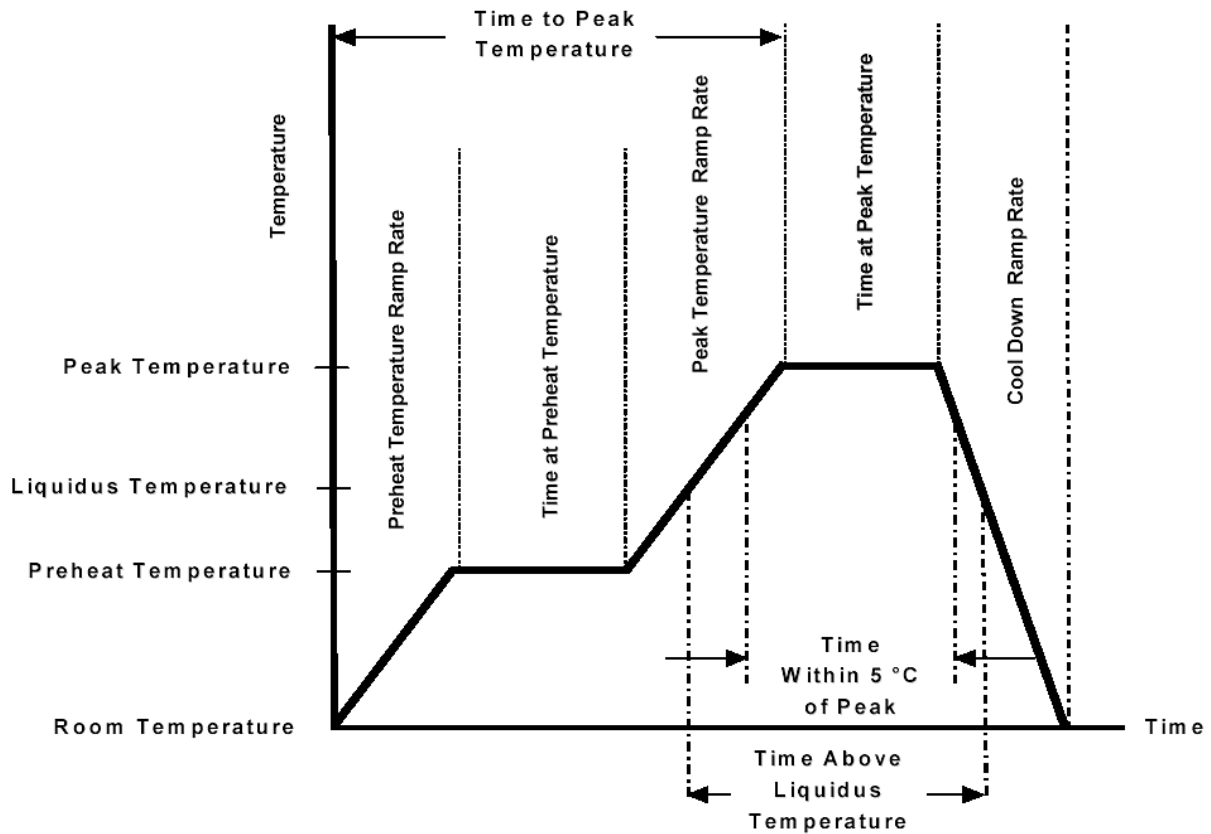 Time to Peak
Temperature
Temperature
Preheat Temperature Ramp Rate
Time at Preheat Temperature
Peak Temperature Ramp Rate
Time at Peak Temperature
Cool Down Ramp Rate
Peak Temperature
Liquidus Temperature
Preheat Temperature
Room Temperature
Time
Within 5 °C
of Peak
Time
Time Above
Liquidus
Temperature